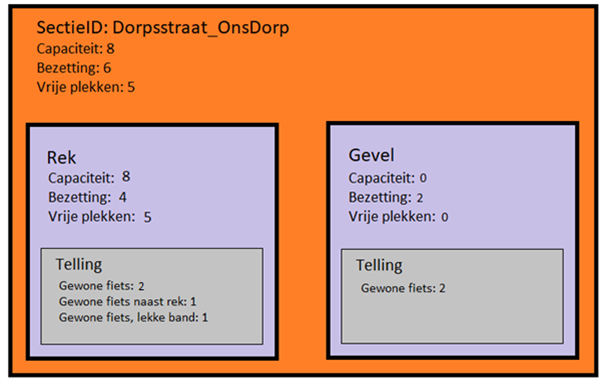 SectieID: Dorpsstraat_OnsDorp
Capaciteit: 8
Bezetting: 6
Vrije plekken: 5
Rek
Capaciteit: 8
Bezetting: 4
Vrije plekken: 5
Telling
Gewone fiets: 2
Gewone fiets naast rek: 1
Gewone fiets, lekke band: 1
Gevel
Capaciteit: 0
Bezetting: 2
Vrije plekken: 0
Telling
Gewone fiets: 2